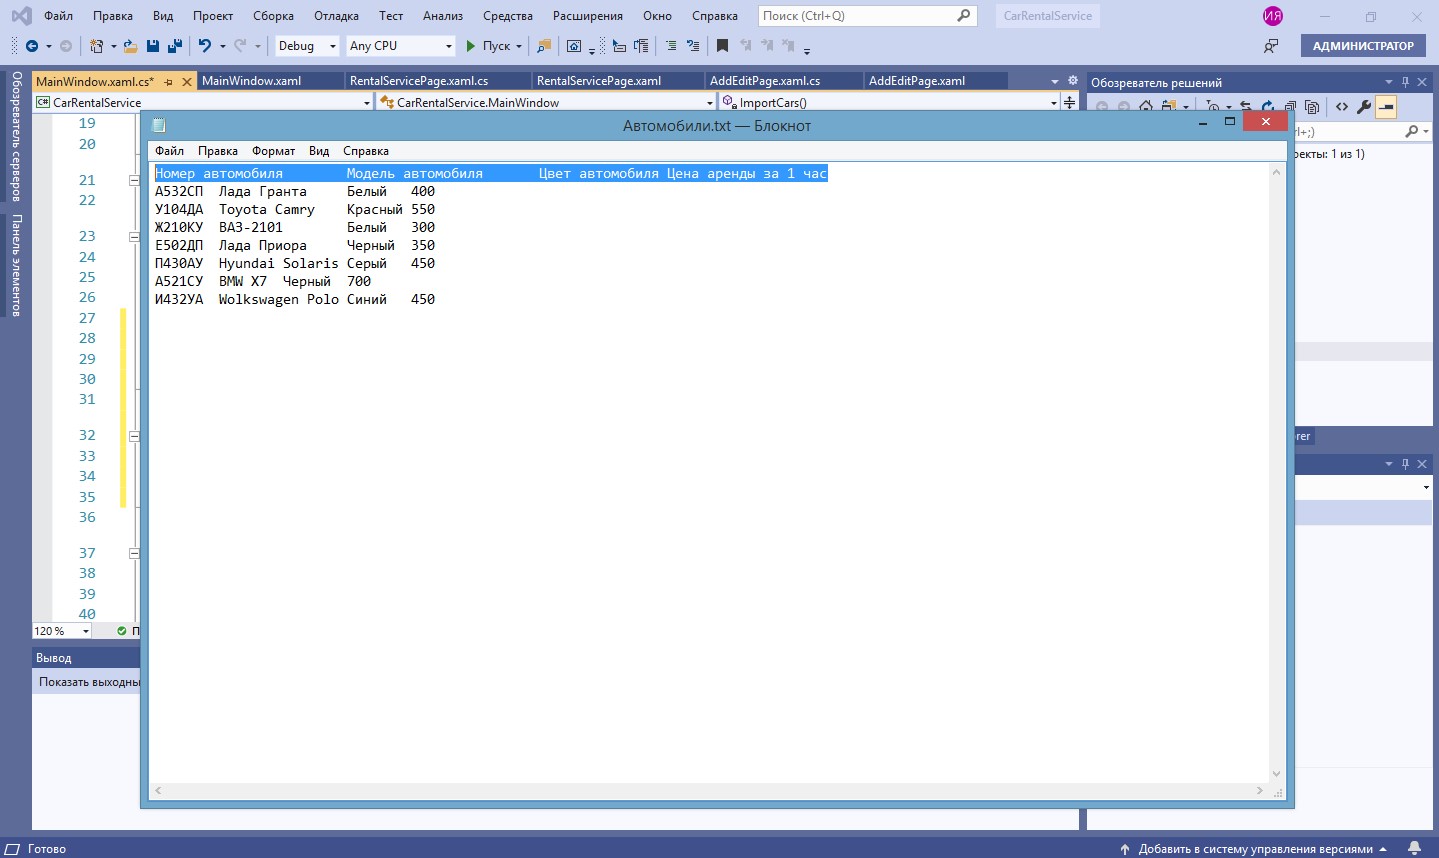 Файл Правка Вид Проект Сборка Отладка Тест Анализ Средства Расширения Окно Справка Поиск (Ctrl+Q) CarRentalService ИЯ
Debug Any CPU Пуск АДМИНИСТРАТОР
Обозреватель серверов
Панель элементов
MainWindow.xaml.cs* MainWindow.xaml RentalServicePage.xaml.cs RentalServicePage.xaml AddEditPage.xaml.cs AddEditPage.xaml
Обозреватель решений
CarRentalService CarRentalService.MainWindow ImportCars()
Автомобили.txt — Блокнот
Файл Правка Формат Вид Справка
Номер автомобиля Модель автомобиля Цвет автомобиля Цена аренды за 1 час
А532СП Лада Гранта Белый 400
У104ДА Toyota Camry Красный 550
Ж210КУ ВАЗ-2101 Белый 300
Е502ДП Лада Приора Черный 350
П430АУ Hyundai Solaris Серый 450
А521СУ BMW X7 Черный 700
И432УА Wolkswagen Polo Синий 450
rl+;)
ректы: 1 из 1)
rer
19
20
21
22
23
24
25
26
27
28
29
30
31
32
33
34
35
36
37
38
39
40
120 % П
Вывод
Показать выходны
Готово Добавить в систему управления версиями